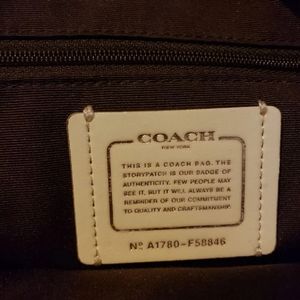 COACH
NEW YORK
THIS IS A COACH BAG. THE
STORYPATCH IS OUR BADGE OF
AUTHENTICITY. FEW PEOPLE MAY
SEE IT, BUT IT WILL ALWAYS BE A
REMINDER OF OUR COMMITMENT
TO QUALITY AND CRAFTSMANSHIP.
Nº A1780-F58846